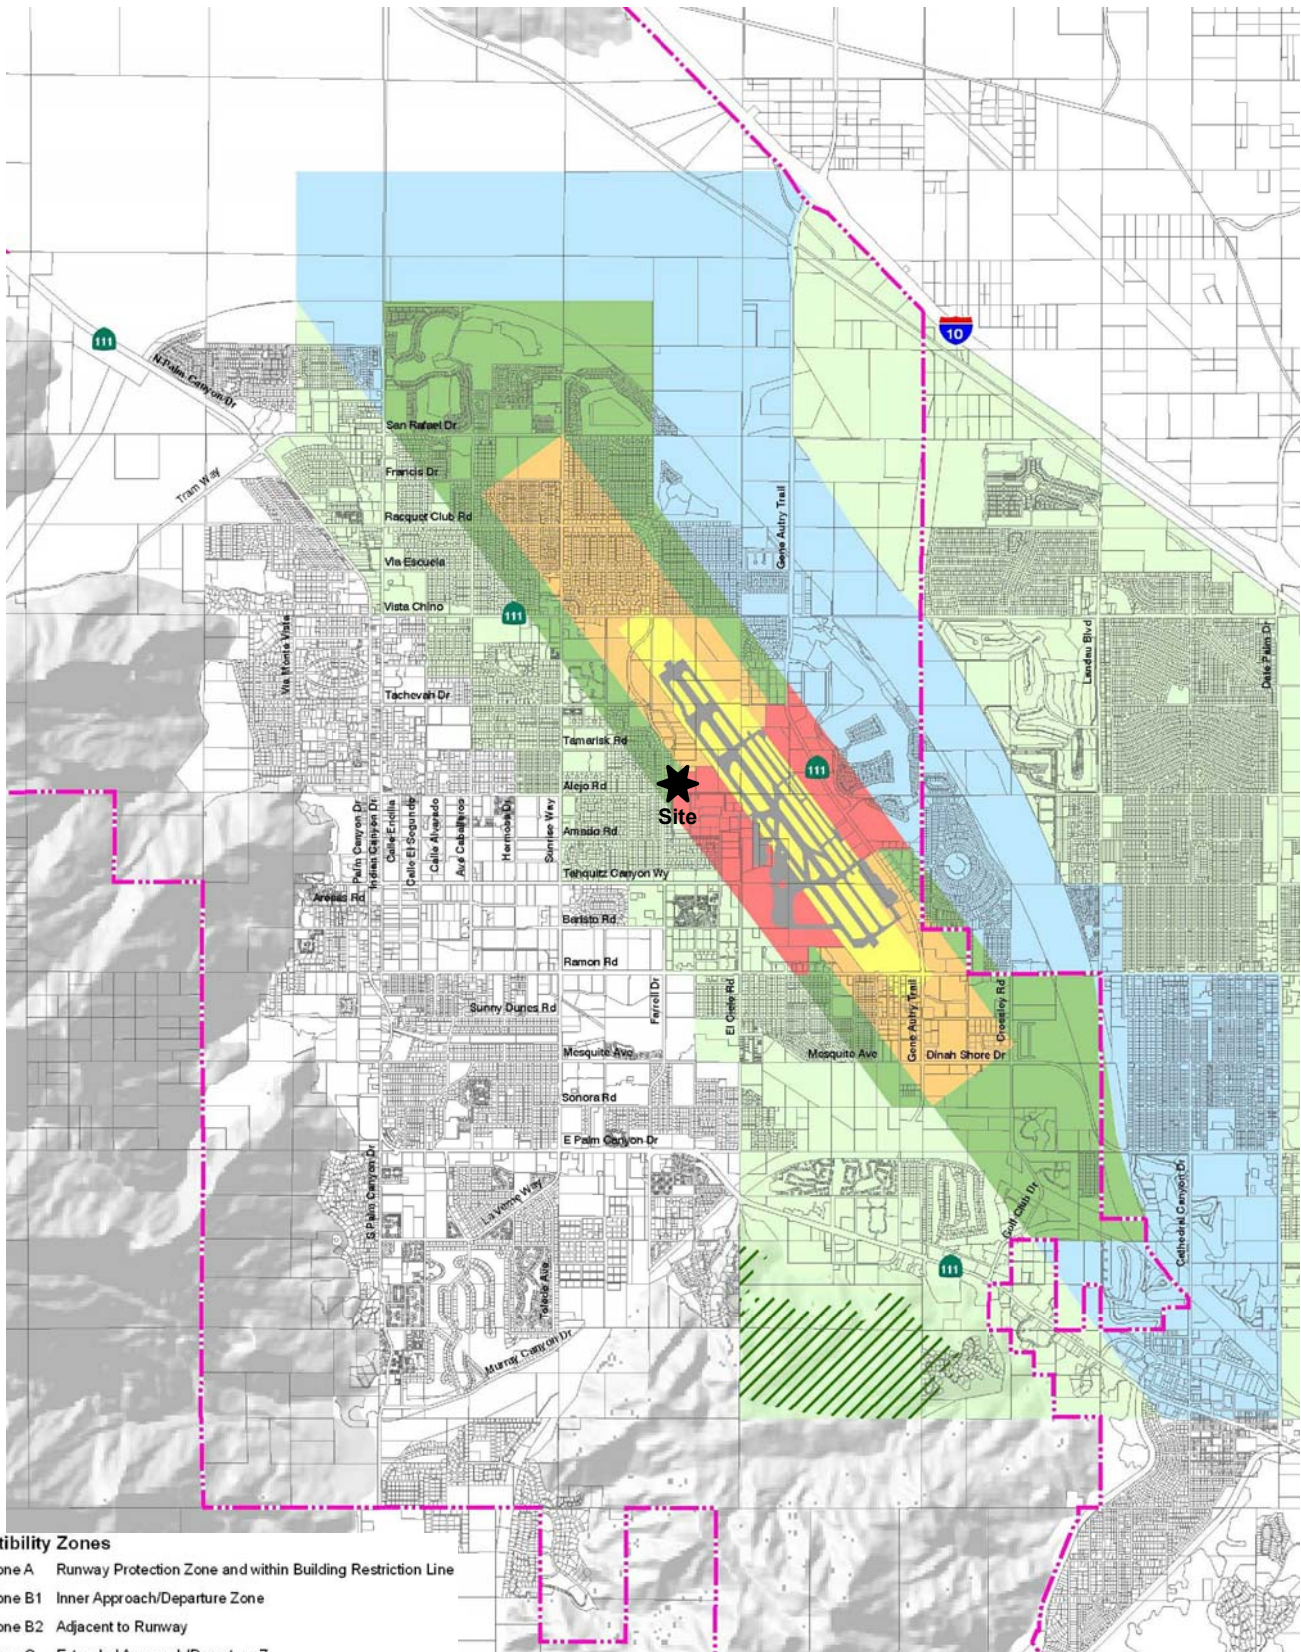 10
111
N Palm Canyon Dr
San Rafael Dr
Tram Way
Francis Dr
Racquet Club Rd
Gene Autry Trail
Via Escuela
Vista Chino
111
Via Monte Vista
Landau Blvd
Date Palm Dr
Tachevah Dr
Tamarisk Rd
111
Alejo Rd
Site
Palm Canyon Dr
Indian Canyon Dr
Calle Encilia
Calle El Segundo
Calle Alvarado
Ave Caballeros
Hermosa Dr
Sunrise Way
Amado Rd
Tahquitz Canyon Wy
Arenas Rd
Baristo Rd
Ramon Rd
Sunny Dunes Rd
Farrell Dr
El Cielo Rd
Gene Autry Trail
Crossley Rd
Mesquite Ave
Mesquite Ave
Dinah Shore Dr
Sonora Rd
E Palm Canyon Dr
S Palm Canyon Dr
La Verne Way
Golf Club Dr
Cathedral Canyon Dr
111
Toledo Ave
Murray Canyon Dr
tibility Zones
one A Runway Protection Zone and within Building Restriction Line
one B1 Inner Approach/Departure Zone
one B2 Adjacent to Runway